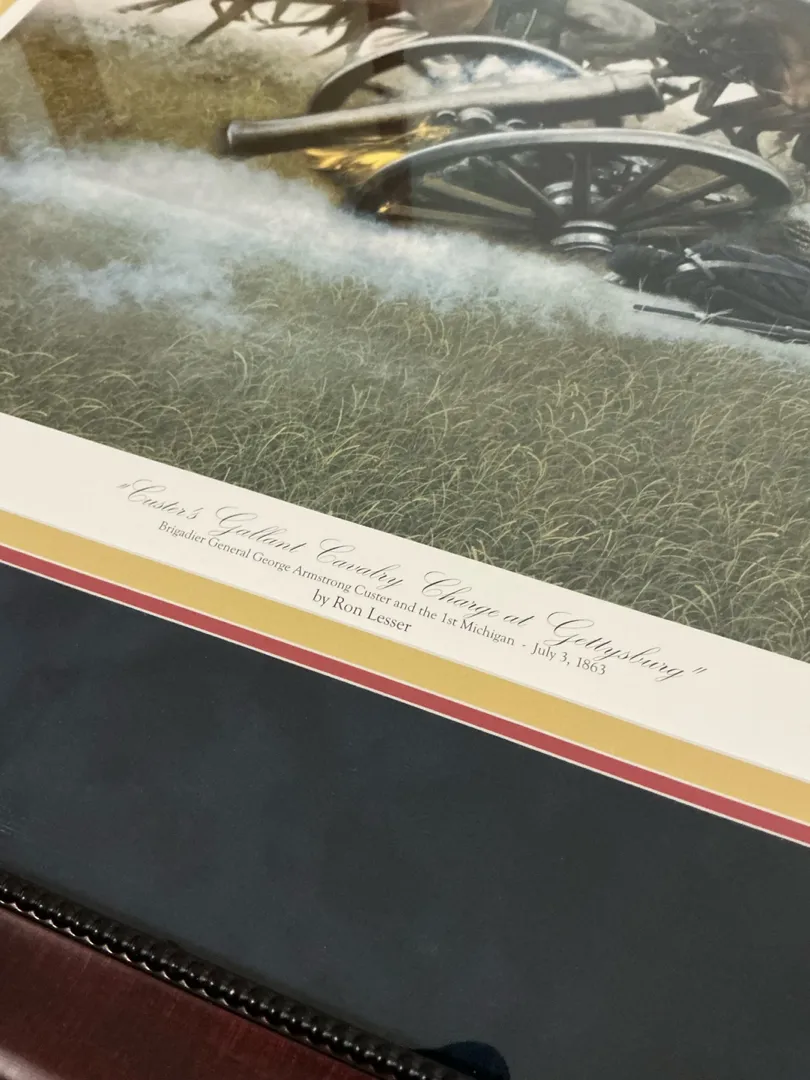 "Custer's Gallant Cavalry Charge at Gettysburg"
Brigadier General George Armstrong Custer and the 1st Michigan - July 3, 1863
by Ron Lesser